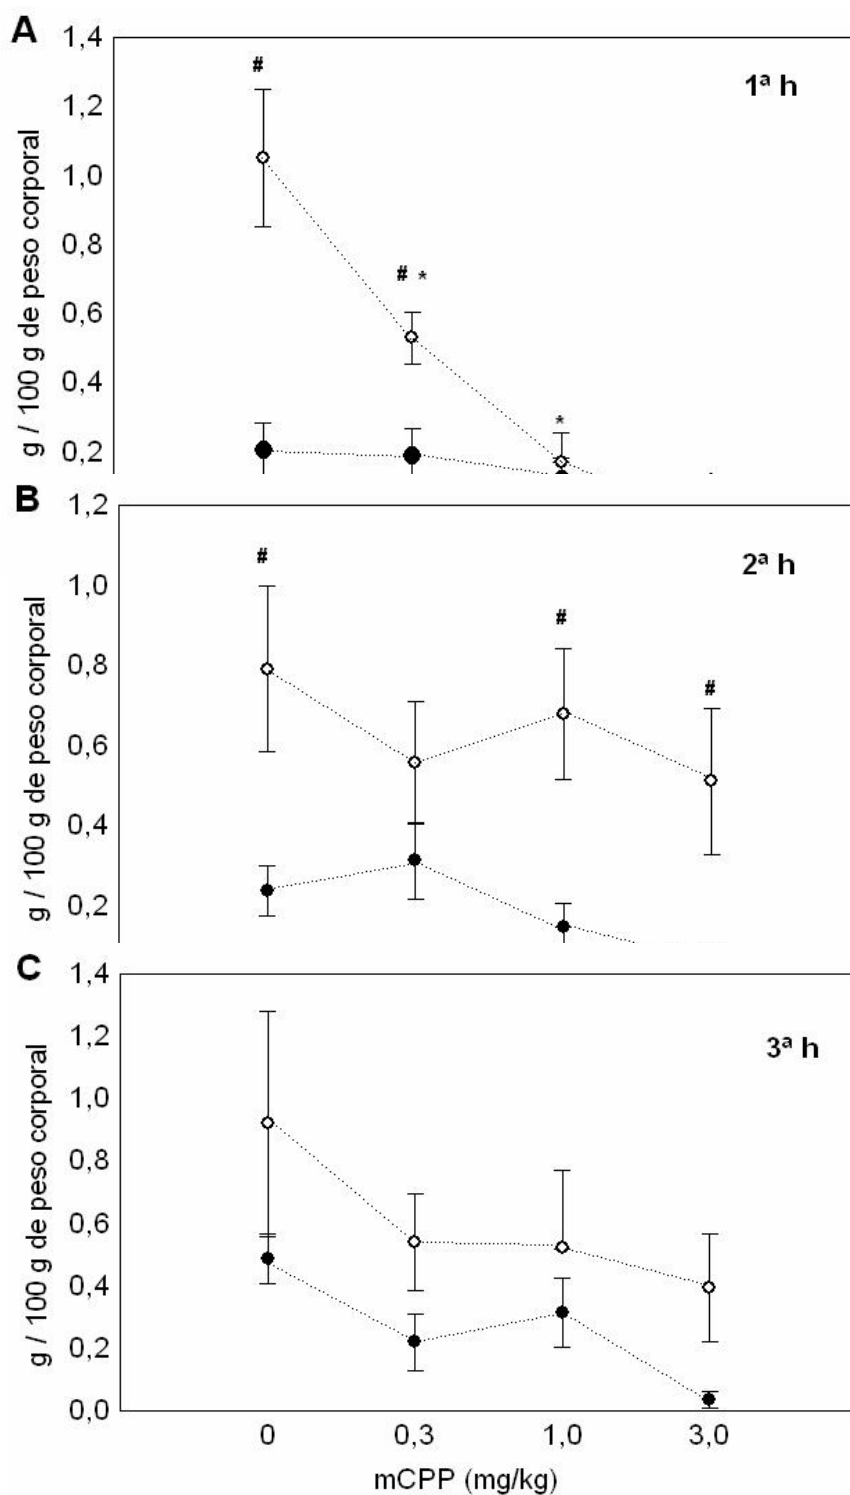 A
1,4
1,2
1,0
0,8
0,6
0,4
0,2
g / 100 g de peso corporal
1ª h
#
# *
*
B
1,2
1,0
0,8
0,6
0,4
0,2
g / 100 g de peso corporal
2ª h
#
#
#
C
1,4
1,2
1,0
0,8
0,6
0,4
0,2
0,0
g / 100 g de peso corporal
3ª h
0 0,3 1,0 3,0
mCPP (mg/kg)